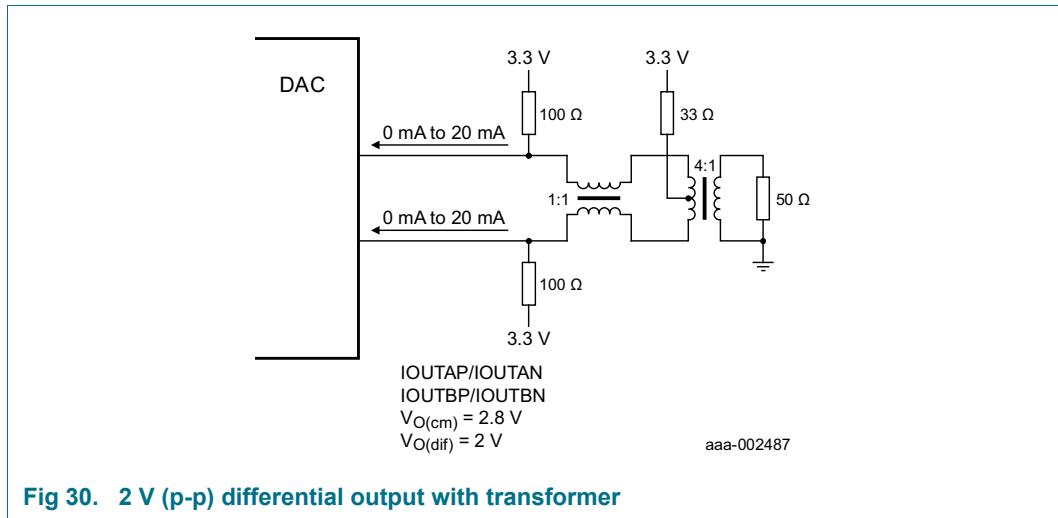 3.3 V 3.3 V
DAC
100 Ω 33 Ω
0 mA to 20 mA
4:1
1:1
50 Ω
0 mA to 20 mA
100 Ω
3.3 V
IOUTAP/IOUTAN
IOUTBP/IOUTBN
VO(cm) = 2.8 V
VO(dif) = 2 V
aaa-002487
Fig 30. 2 V (p-p) differential output with transformer